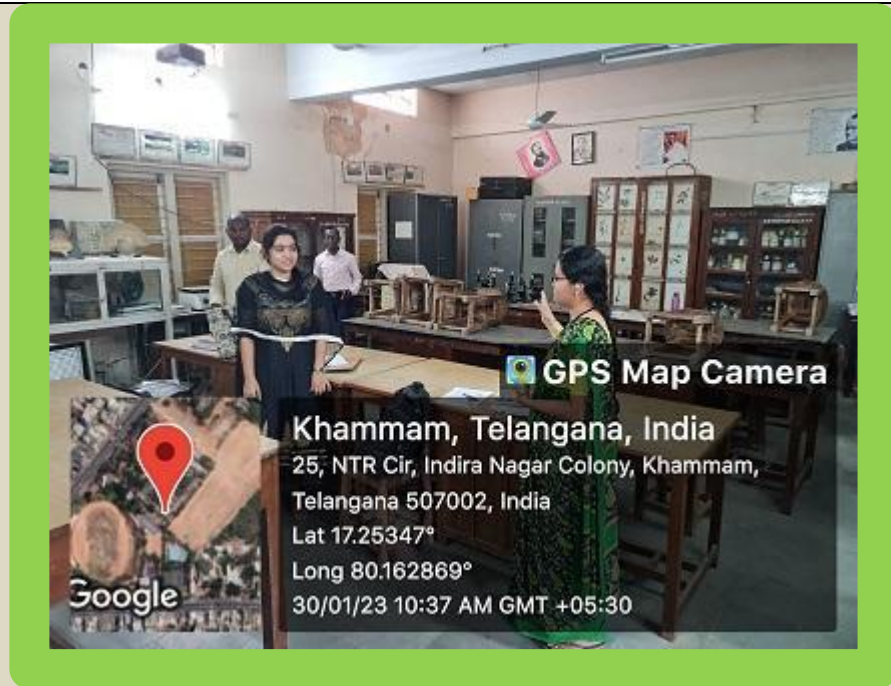 GPS Map Camera
Khammam, Telangana, India
25, NTR Cir, Indira Nagar Colony, Khammam,
Telangana 507002, India
Lat 17.25347°
Long 80.162869°
30/01/23 10:37 AM GMT +05:30
Google